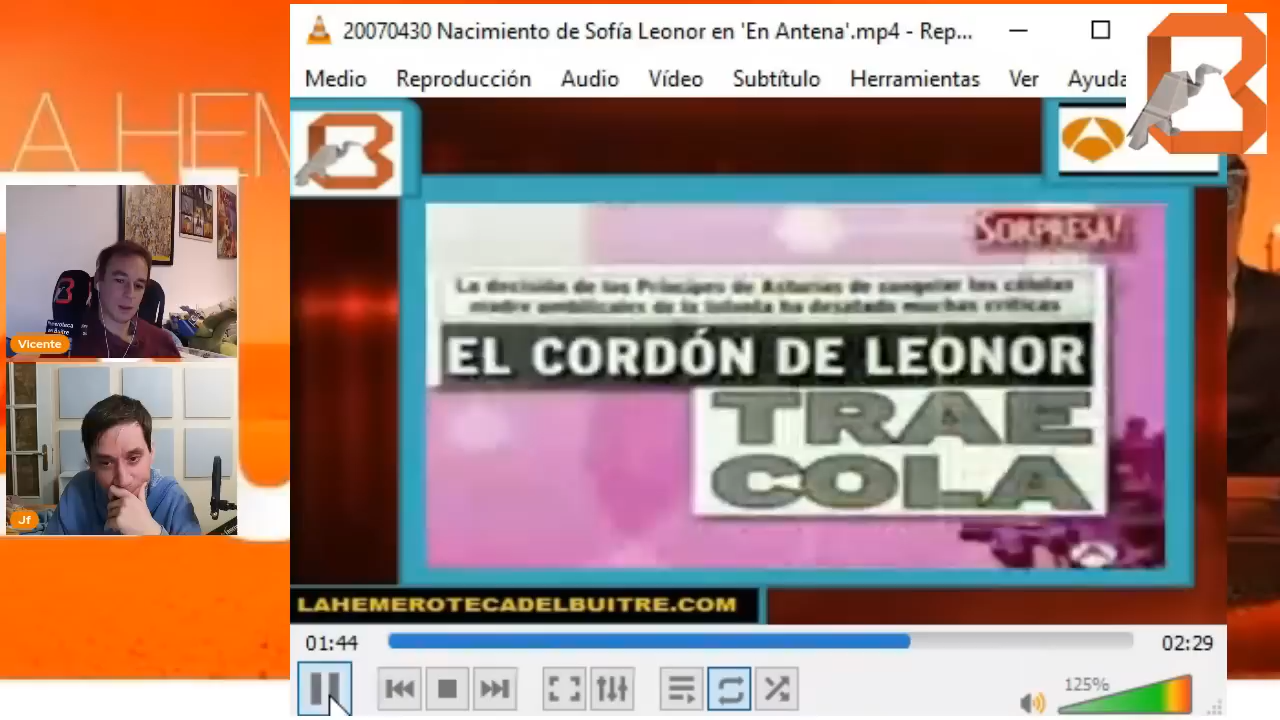 20070430 Nacimiento de Sofía Leonor en 'En Antena'.mp4 - Rep...
Medio Reproducción Audio Vídeo Subtítulo Herramientas Ver Ayuda
A HEM
B
B
¡SORPRESA!
La decisión de los Príncipes de Asturias de congelar las células
madre umbilicales de la infanta ha desatado muchas críticas
EL CORDÓN DE LEONOR
TRAE
COLA
Vicente
Jf
LAHEMEROTECADELBUITRE.COM
01:44
02:29
125%